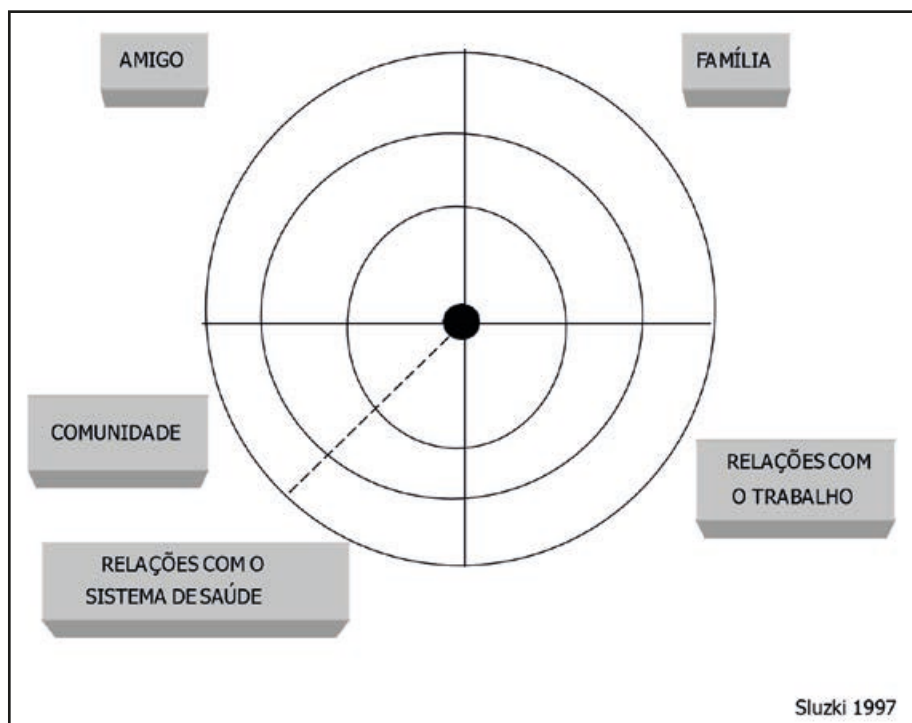 AMIGO
FAMÍLIA
COMUNIDADE
RELAÇÕES COM
O TRABALHO
RELAÇÕES COM O
SISTEMA DE SAÚDE
Sluzki 1997